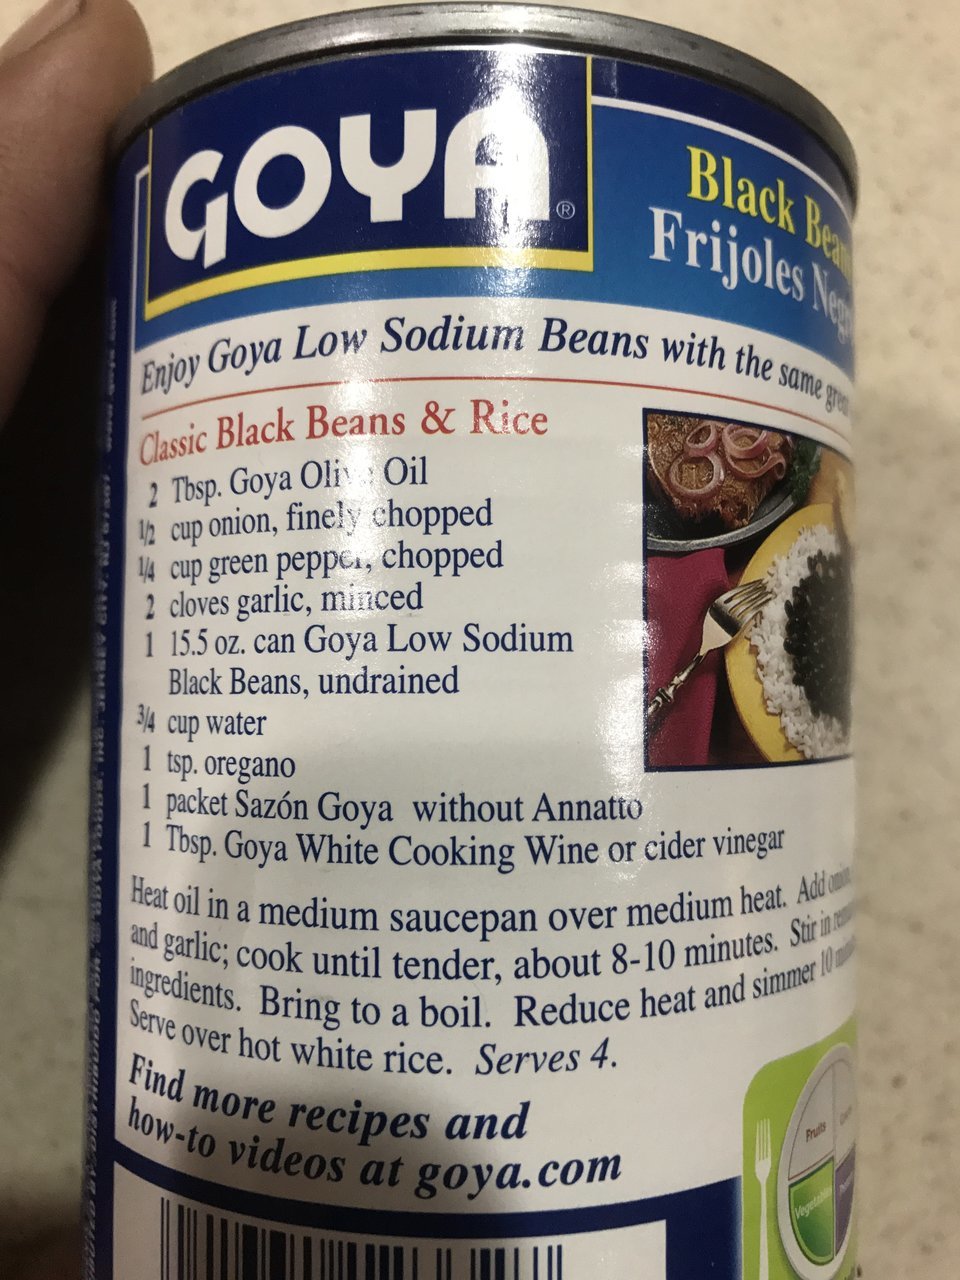 GOYA®
Black
Frijoles
Enjoy Goya Low Sodium Beans with the same
Classic Black Beans & Rice
2 Tbsp. Goya Olive Oil
1/2 cup onion, finely chopped
1/4 cup green pepper, chopped
2 cloves garlic, minced
1 15.5 oz. can Goya Low Sodium
Black Beans, undrained
3/4 cup water
1 tsp. oregano
1 packet Sazón Goya without Annatto
1 Tbsp. Goya White Cooking Wine or cider vinegar
Heat oil in a medium saucepan over medium heat. Add
and garlic; cook until tender, about 8-10 minutes. Stir in
ingredients. Bring to a boil. Reduce heat and simmer 10
Serve over hot white rice. Serves 4.
Find more recipes and
how-to videos at goya.com
Fruits
Vegetables